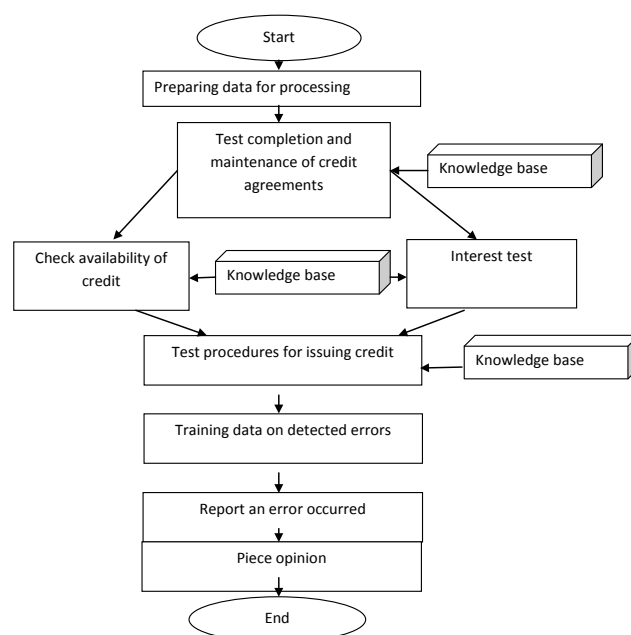 Start
Preparing data for processing
Test completion and
maintenance of credit
agreements
Knowledge base
Check availability of
credit
Knowledge base
Interest test
Test procedures for issuing credit
Knowledge base
Training data on detected errors
Report an error occurred
Piece opinion
End